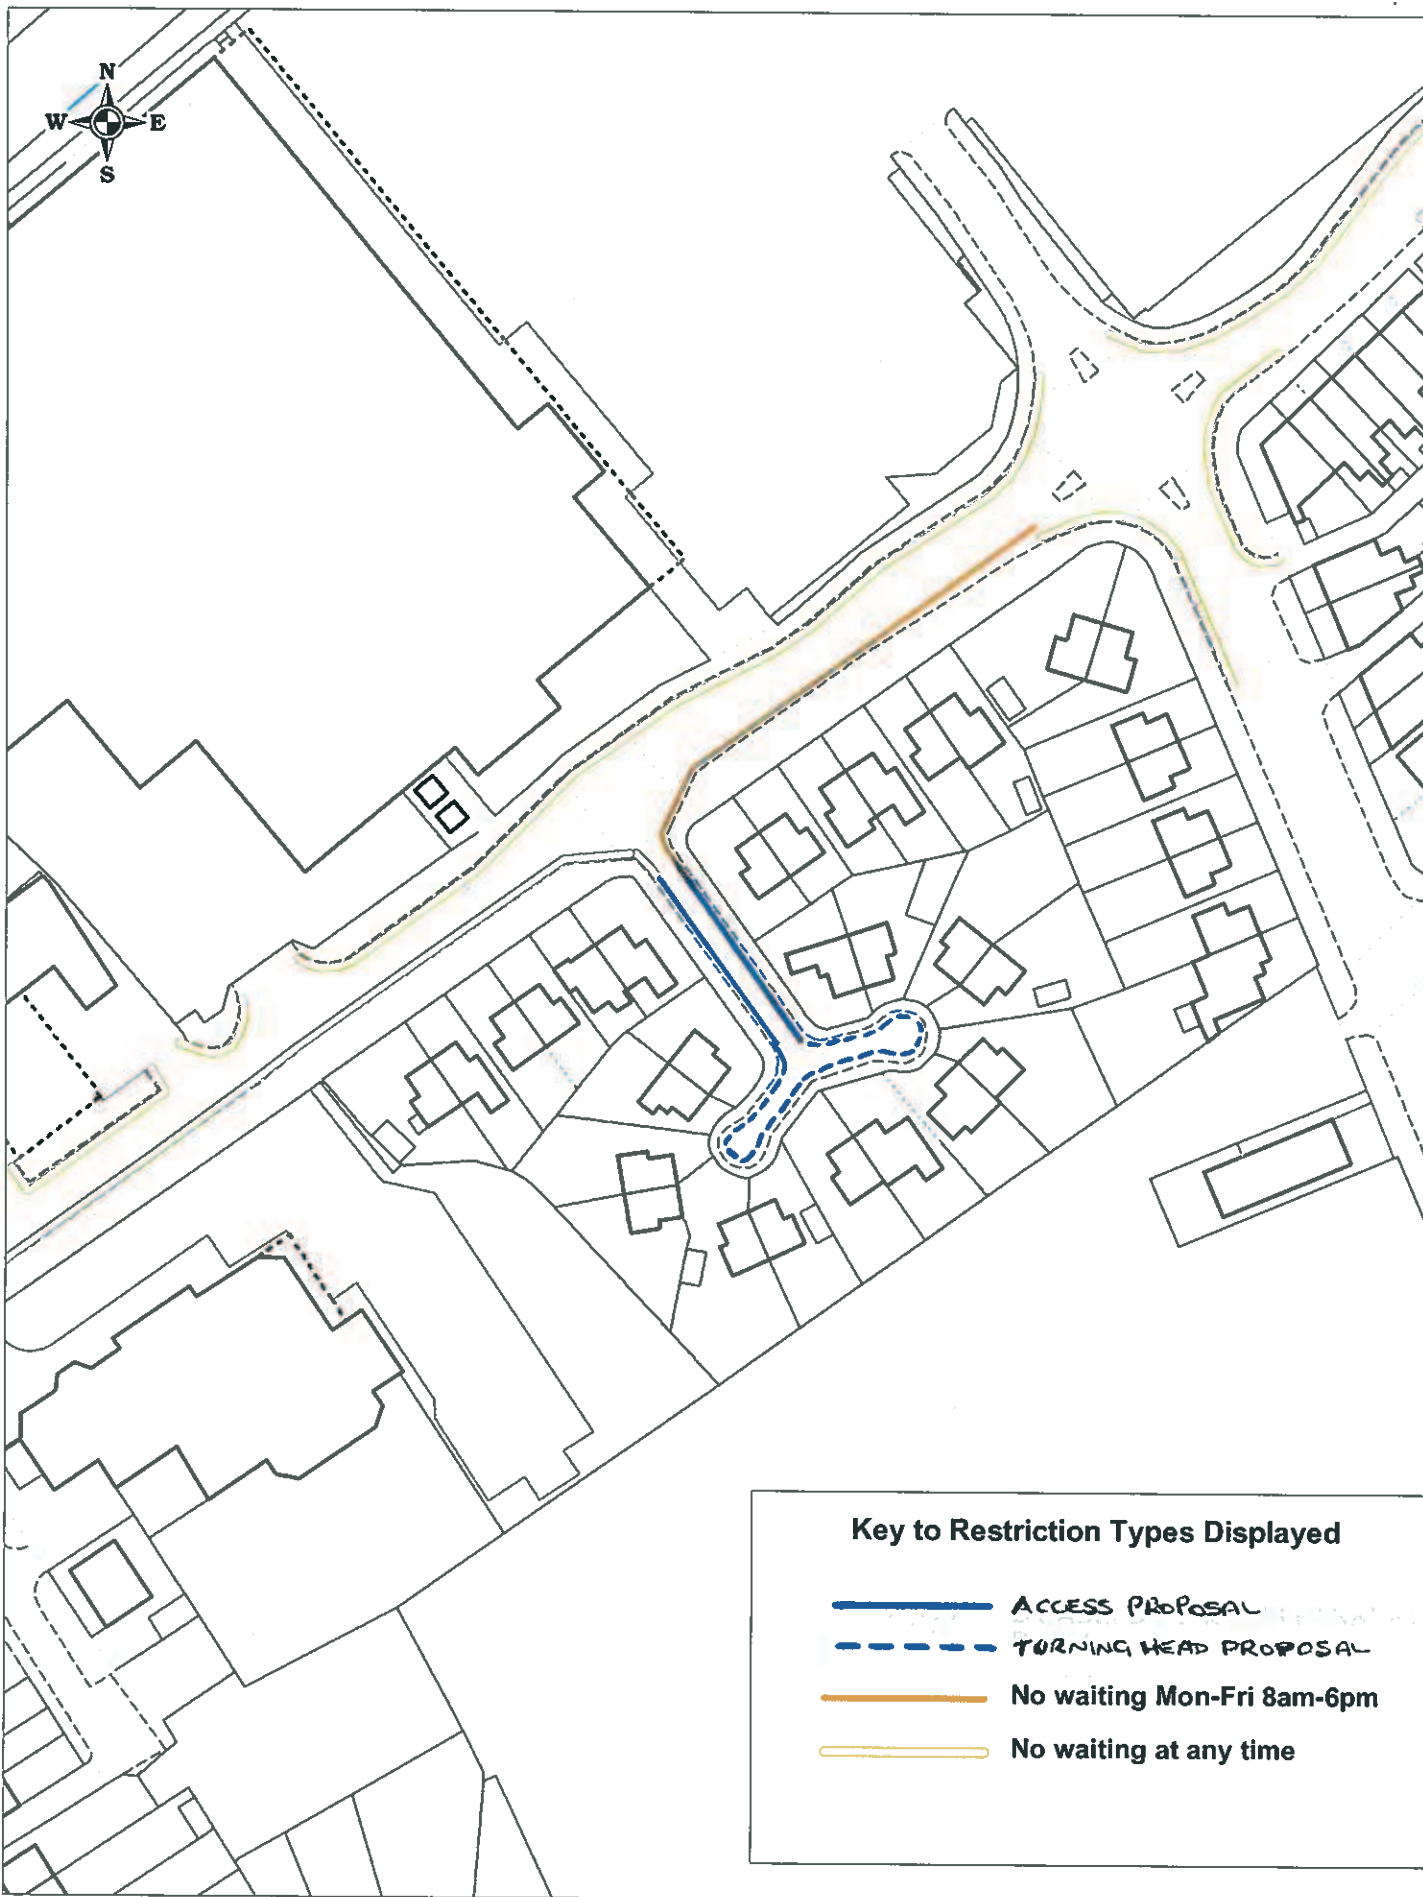 N
W E
S
Key to Restriction Types Displayed
ACCESS PROPOSAL
TURNING HEAD PROPOSAL
No waiting Mon-Fri 8am-6pm
No waiting at any time